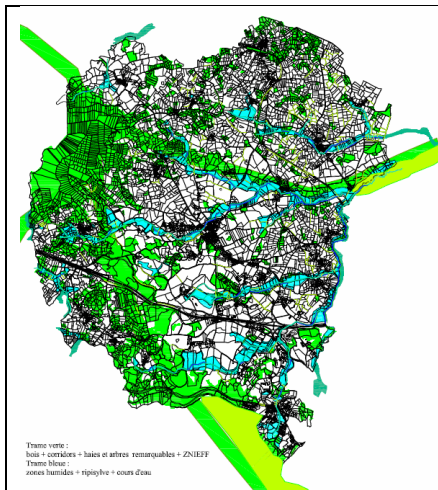 Trame verte :
bois + corridors + haies et arbres remarquables + ZNIEFF
Trame bleue :
zones humides + ripisylve + cours d'eau